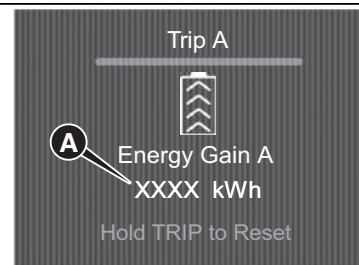 Trip A
A
Energy Gain A
XXXX kWh
Hold TRIP to Reset